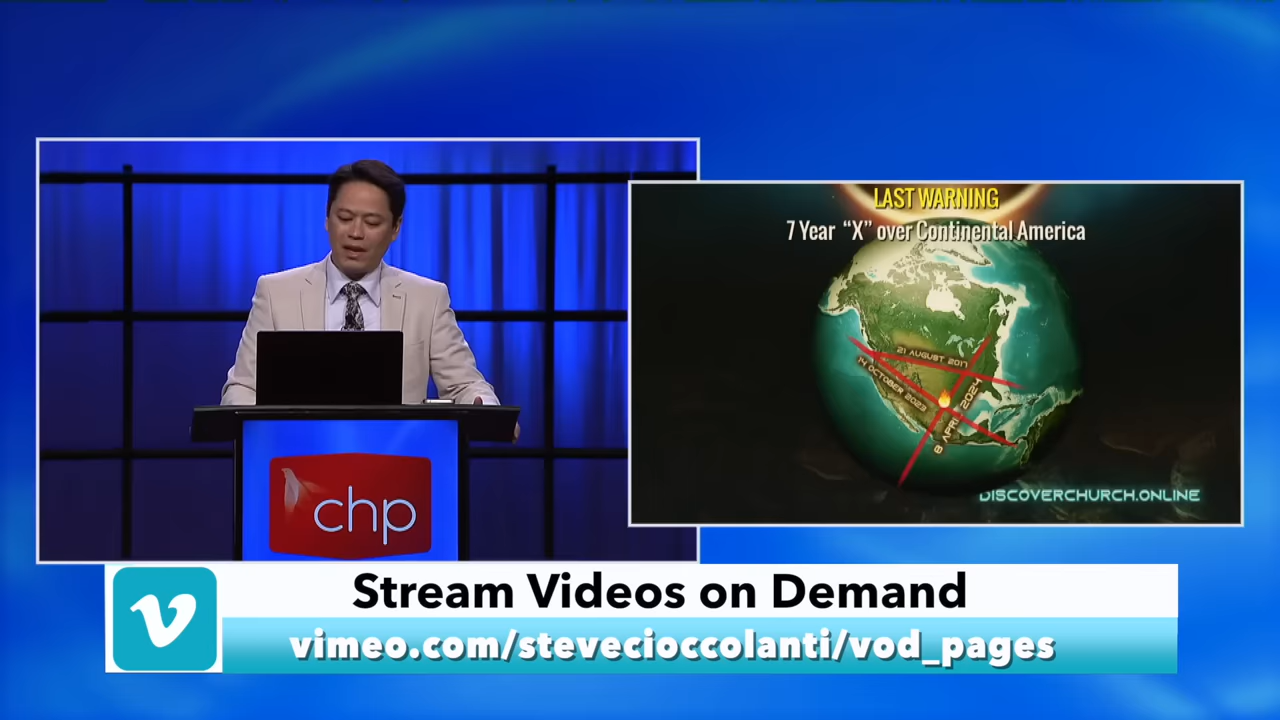 LAST WARNING
7 Year “X” over Continental America
21 AUGUST 2017
14 OCTOBER 2023
8 APRIL 2024
DISCOVERCHURCH.ONLINE
chp
Stream Videos on Demand
vimeo.com/stevecioccolanti/vod_pages